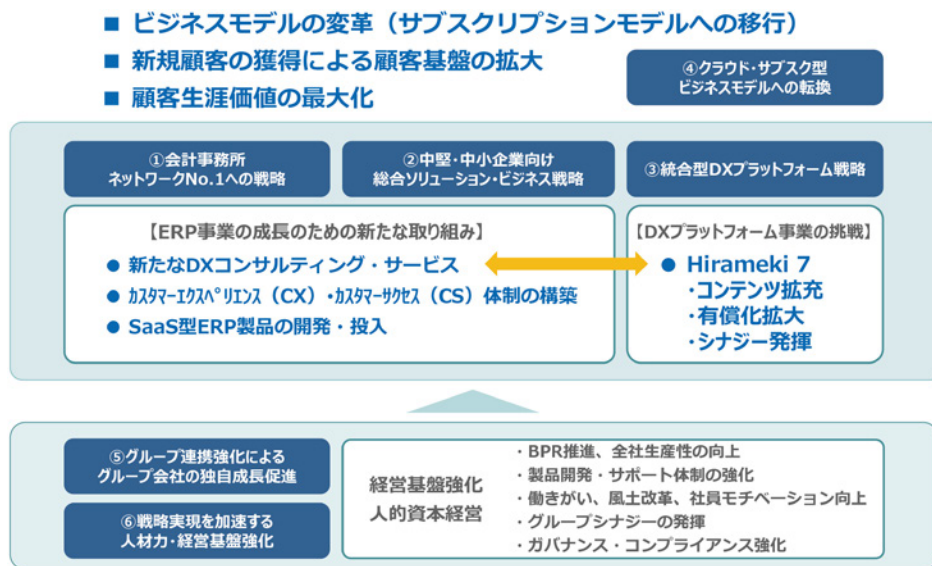 ■ ビジネスモデルの変革（サブスクリプションモデルへの移行）
■ 新規顧客の獲得による顧客基盤の拡大
■ 顧客生涯価値の最大化
④クラウド・サブスク型
ビジネスモデルへの転換
①会計事務所
ネットワークNo.1への戦略
②中堅・中小企業向け
総合ソリューション・ビジネス戦略
③統合型DXプラットフォーム戦略
【ERP事業の成長のための新たな取り組み】
● 新たなDXコンサルティング・サービス
● ｶｽﾀﾏｰｴｸｽﾍﾟﾘｴﾝｽ（CX）・ｶｽﾀﾏｰｻｸｾｽ（CS）体制の構築
● SaaS型ERP製品の開発・投入
【DXプラットフォーム事業の挑戦】
● Hirameki 7
・コンテンツ拡充
・有償化拡大
・シナジー発揮
⑤グループ連携強化による
グループ会社の独自成長促進
⑥戦略実現を加速する
人材力・経営基盤強化
経営基盤強化
人的資本経営
・BPR推進、全社生産性の向上
・製品開発・サポート体制の強化
・働きがい、風土改革、社員モチベーション向上
・グループシナジーの発揮
・ガバナンス・コンプライアンス強化